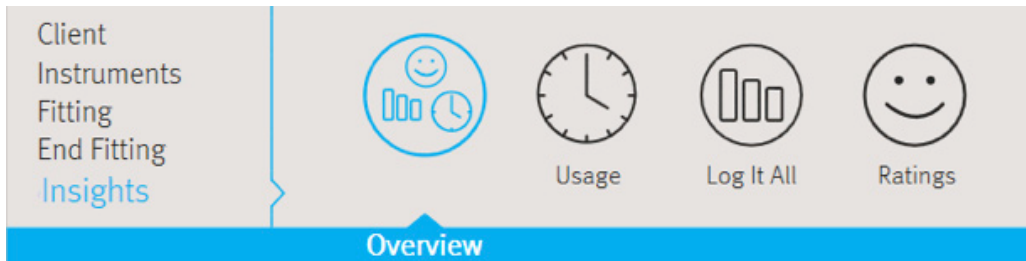 Client
Instruments
Fitting
End Fitting
Insights
Usage
Log It All
Ratings
Overview